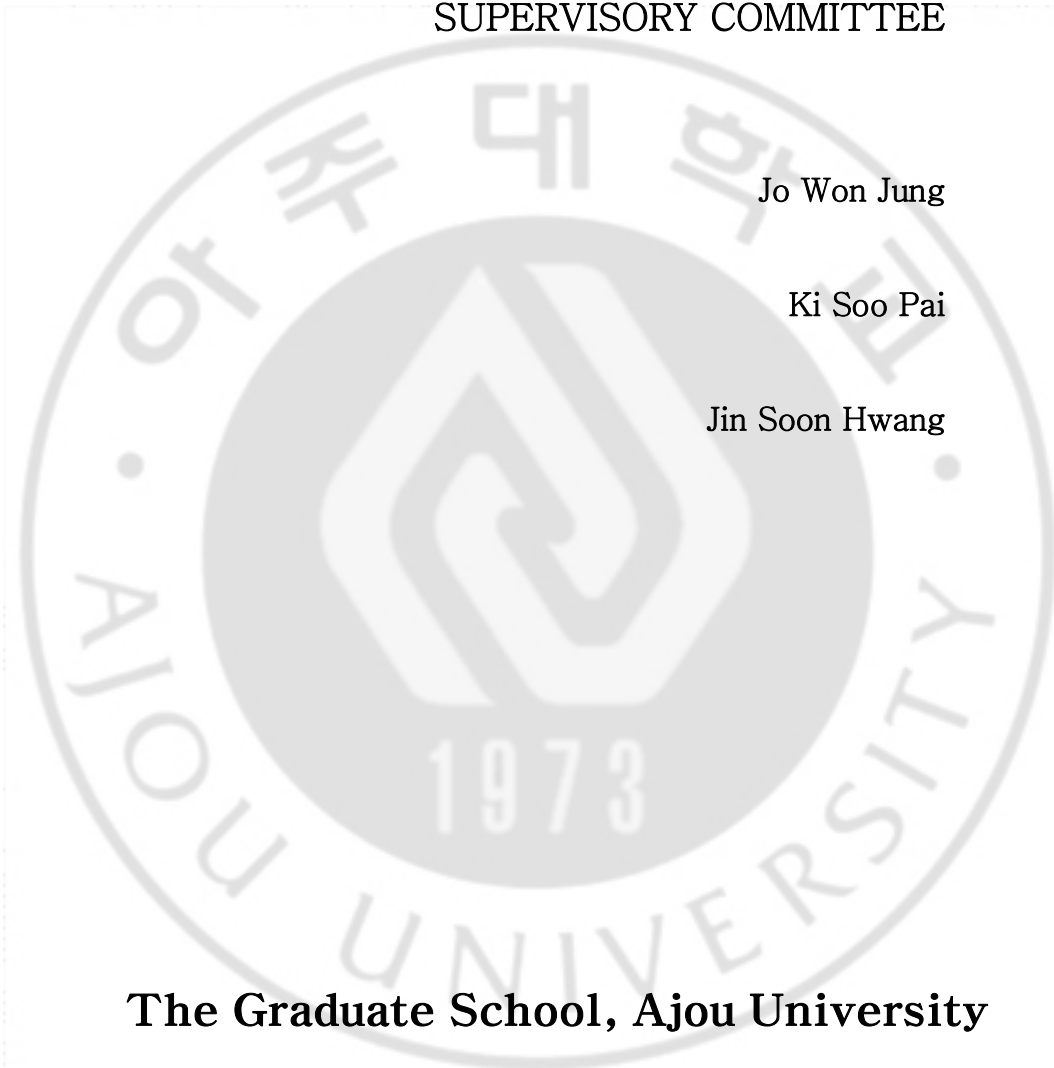 SUPERVISORY COMMITTEE
아주대학교
Jo Won Jung
Ki Soo Pai
Jin Soon Hwang
1973
AJOU UNIVERSITY
The Graduate School, Ajou University